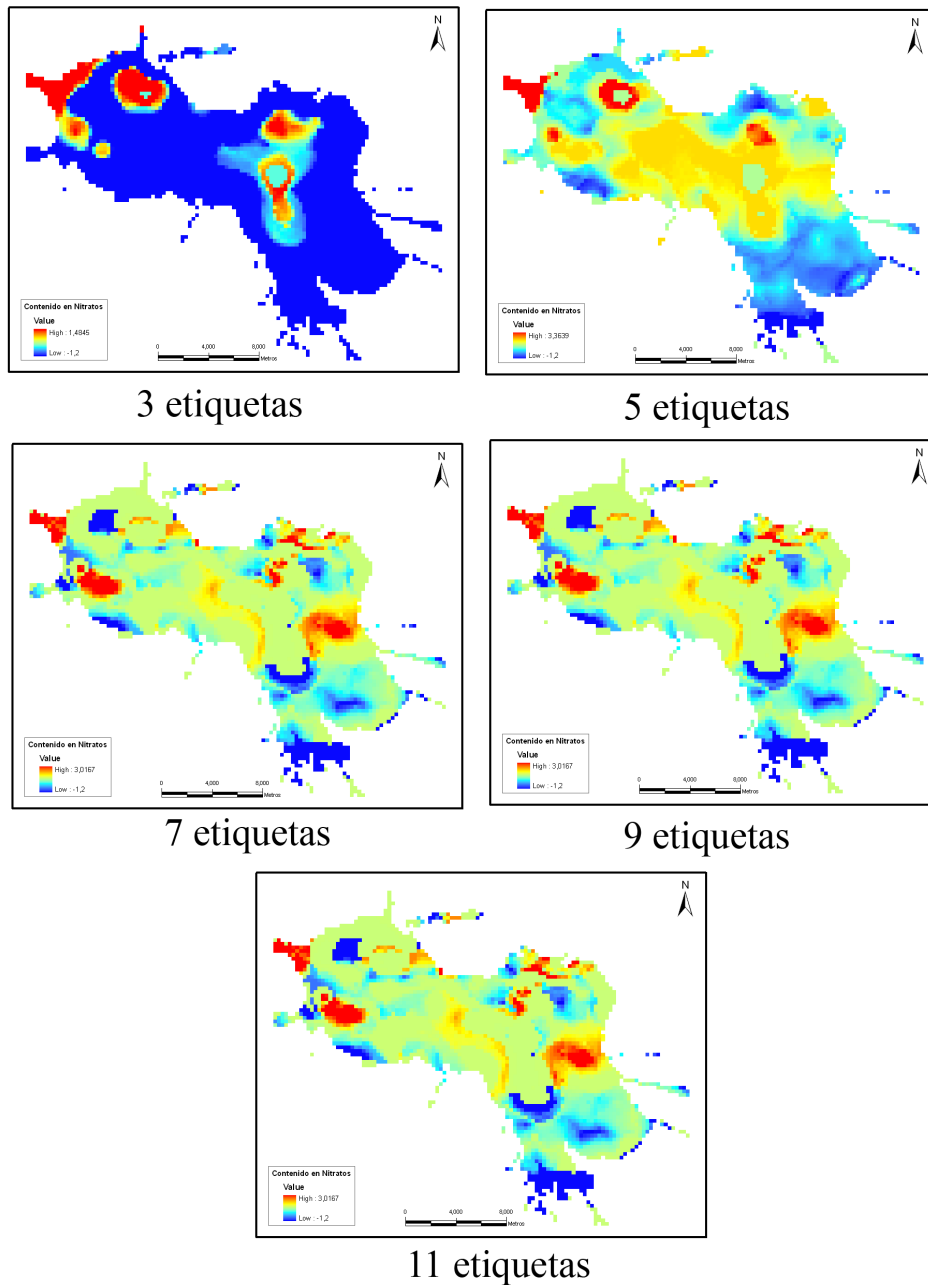 N
Contenido en Nitratos
Value
High : 1,4845
Low : -1,2
0 4,000 8,000
Metros
3 etiquetas
N
Contenido en Nitratos
Value
High : 3,3639
Low : -1,2
0 4,000 8,000
Metros
5 etiquetas
N
Contenido en Nitratos
Value
High : 3,0167
Low : -1,2
0 4,000 8,000
Metros
7 etiquetas
N
Contenido en Nitratos
Value
High : 3,0167
Low : -1,2
0 4,000 8,000
Metros
9 etiquetas
N
Contenido en Nitratos
Value
High : 3,0167
Low : -1,2
0 4,000 8,000
Metros
11 etiquetas